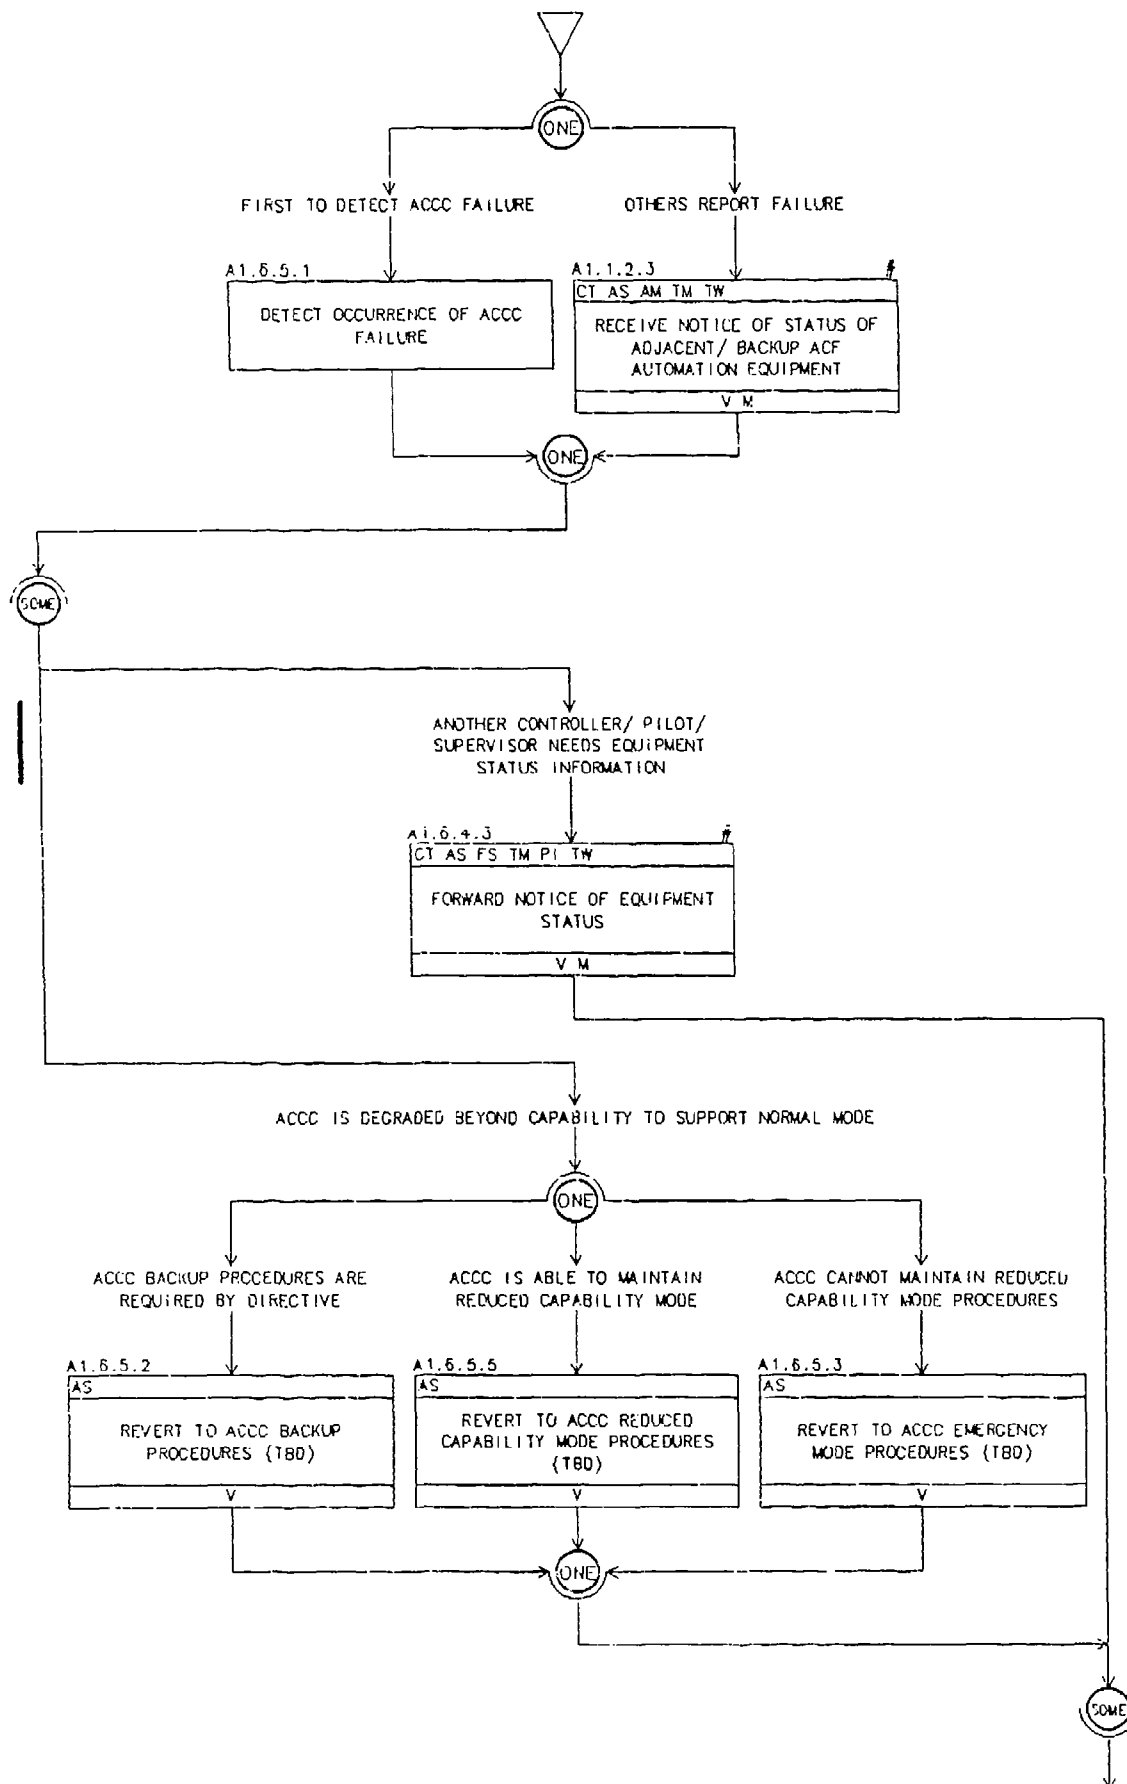 ONE
FIRST TO DETECT ACCC FAILURE
OTHERS REPORT FAILURE
A1.6.5.1
DETECT OCCURRENCE OF ACCC
FAILURE
A1.1.2.3 #
CT AS AM TM TW
RECEIVE NOTICE OF STATUS OF
ADJACENT/ BACKUP ACF
AUTOMATION EQUIPMENT
V M
ONE
SOME
ANOTHER CONTROLLER/ PILOT/
SUPERVISOR NEEDS EQUIPMENT
STATUS INFORMATION
A1.6.4.3 #
CT AS FS TM PI TW
FORWARD NOTICE OF EQUIPMENT
STATUS
V M
ACCC IS DEGRADED BEYOND CAPABILITY TO SUPPORT NORMAL MODE
ONE
ACCC BACKUP PROCEDURES ARE
REQUIRED BY DIRECTIVE
ACCC IS ABLE TO MAINTAIN
REDUCED CAPABILITY MODE
ACCC CANNOT MAINTAIN REDUCED
CAPABILITY MODE PROCEDURES
A1.6.5.2
AS
REVERT TO ACCC BACKUP
PROCEDURES (TBD)
V
A1.6.5.5
AS
REVERT TO ACCC REDUCED
CAPABILITY MODE PROCEDURES
(TBD)
V
A1.6.5.3
AS
REVERT TO ACCC EMERGENCY
MODE PROCEDURES (TBD)
V
ONE
SOME